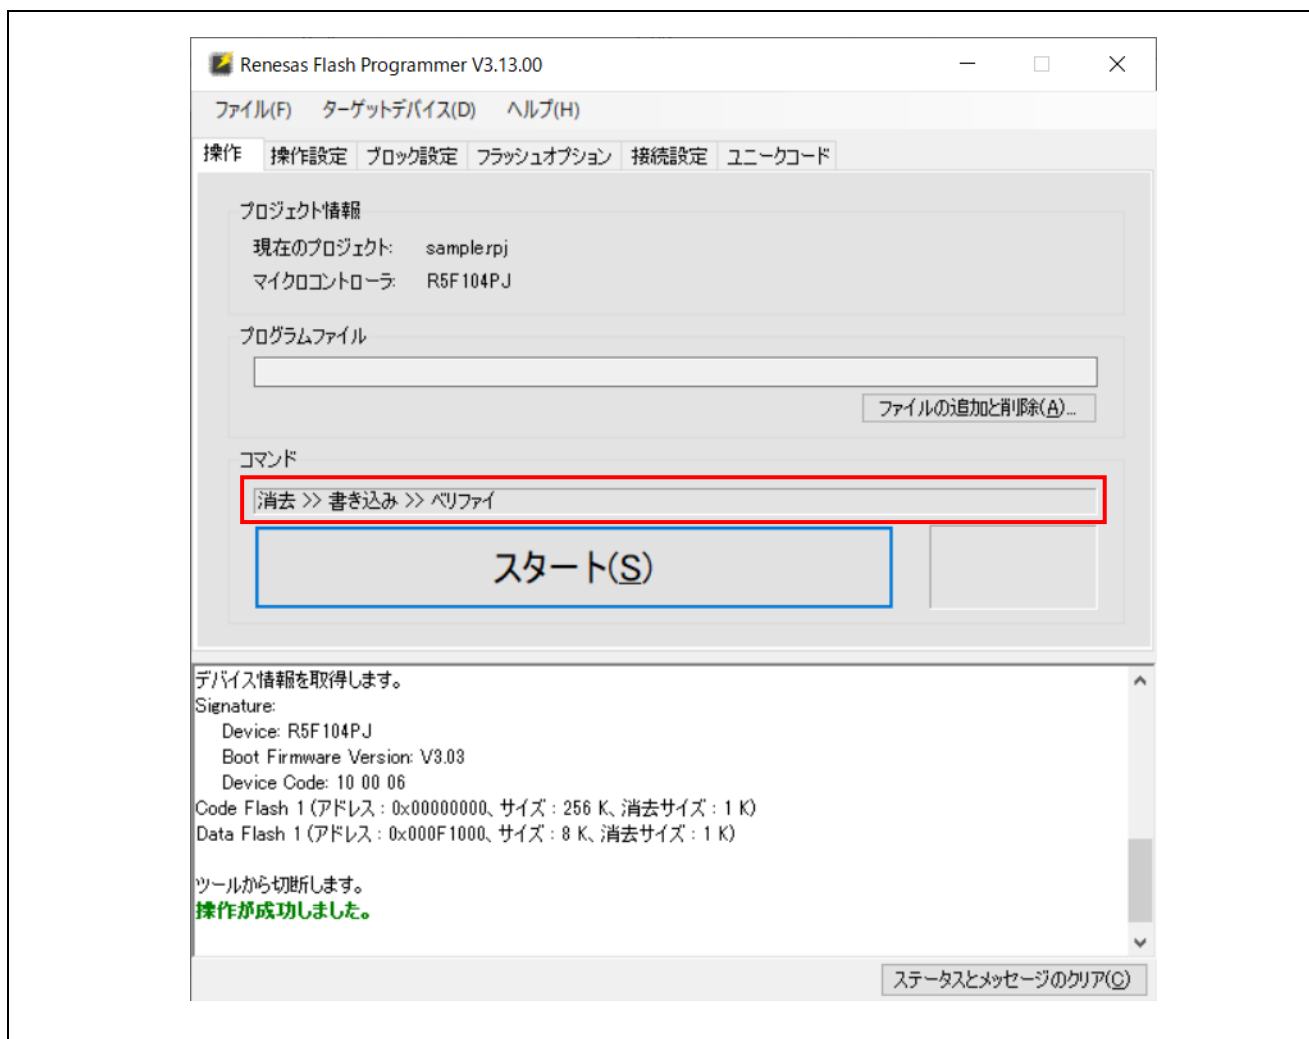 Renesas Flash Programmer V3.13.00
ファイル(F) ターゲットデバイス(D) ヘルプ(H)
操作 操作設定 ブロック設定 フラッシュオプション 接続設定 ユニークコード
プロジェクト情報
現在のプロジェクト: sample.rpj
マイクロコントローラ: R5F104PJ
プログラムファイル
ファイルの追加と削除(A)...
コマンド
消去 >> 書き込み >> ベリファイ
スタート(S)
デバイス情報を取得します。
Signature:
Device: R5F104PJ
Boot Firmware Version: V3.03
Device Code: 10 00 06
Code Flash 1 (アドレス : 0x00000000、サイズ : 256 K、消去サイズ : 1 K)
Data Flash 1 (アドレス : 0x000F1000、サイズ : 8 K、消去サイズ : 1 K)
ツールから切断します。
操作が成功しました。
ステータスとメッセージのクリア(C)